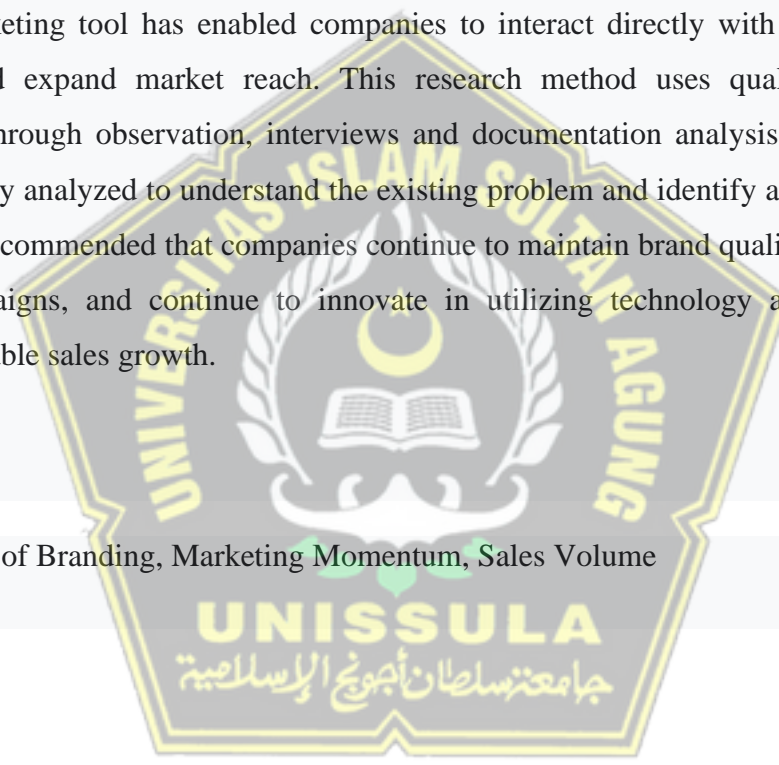 keting tool has enabled companies to interact directly with
d expand market reach. This research method uses qual
hrough observation, interviews and documentation analysis
y analyzed to understand the existing problem and identify a
commended that companies continue to maintain brand quali
aigns, and continue to innovate in utilizing technology a
ble sales growth.
UNIVERSITAS ISLAM SULTAN AGUNG
of Branding, Marketing Momentum, Sales Volume
UNISSULA
جامعتنسلطان أجونج الإسلامية